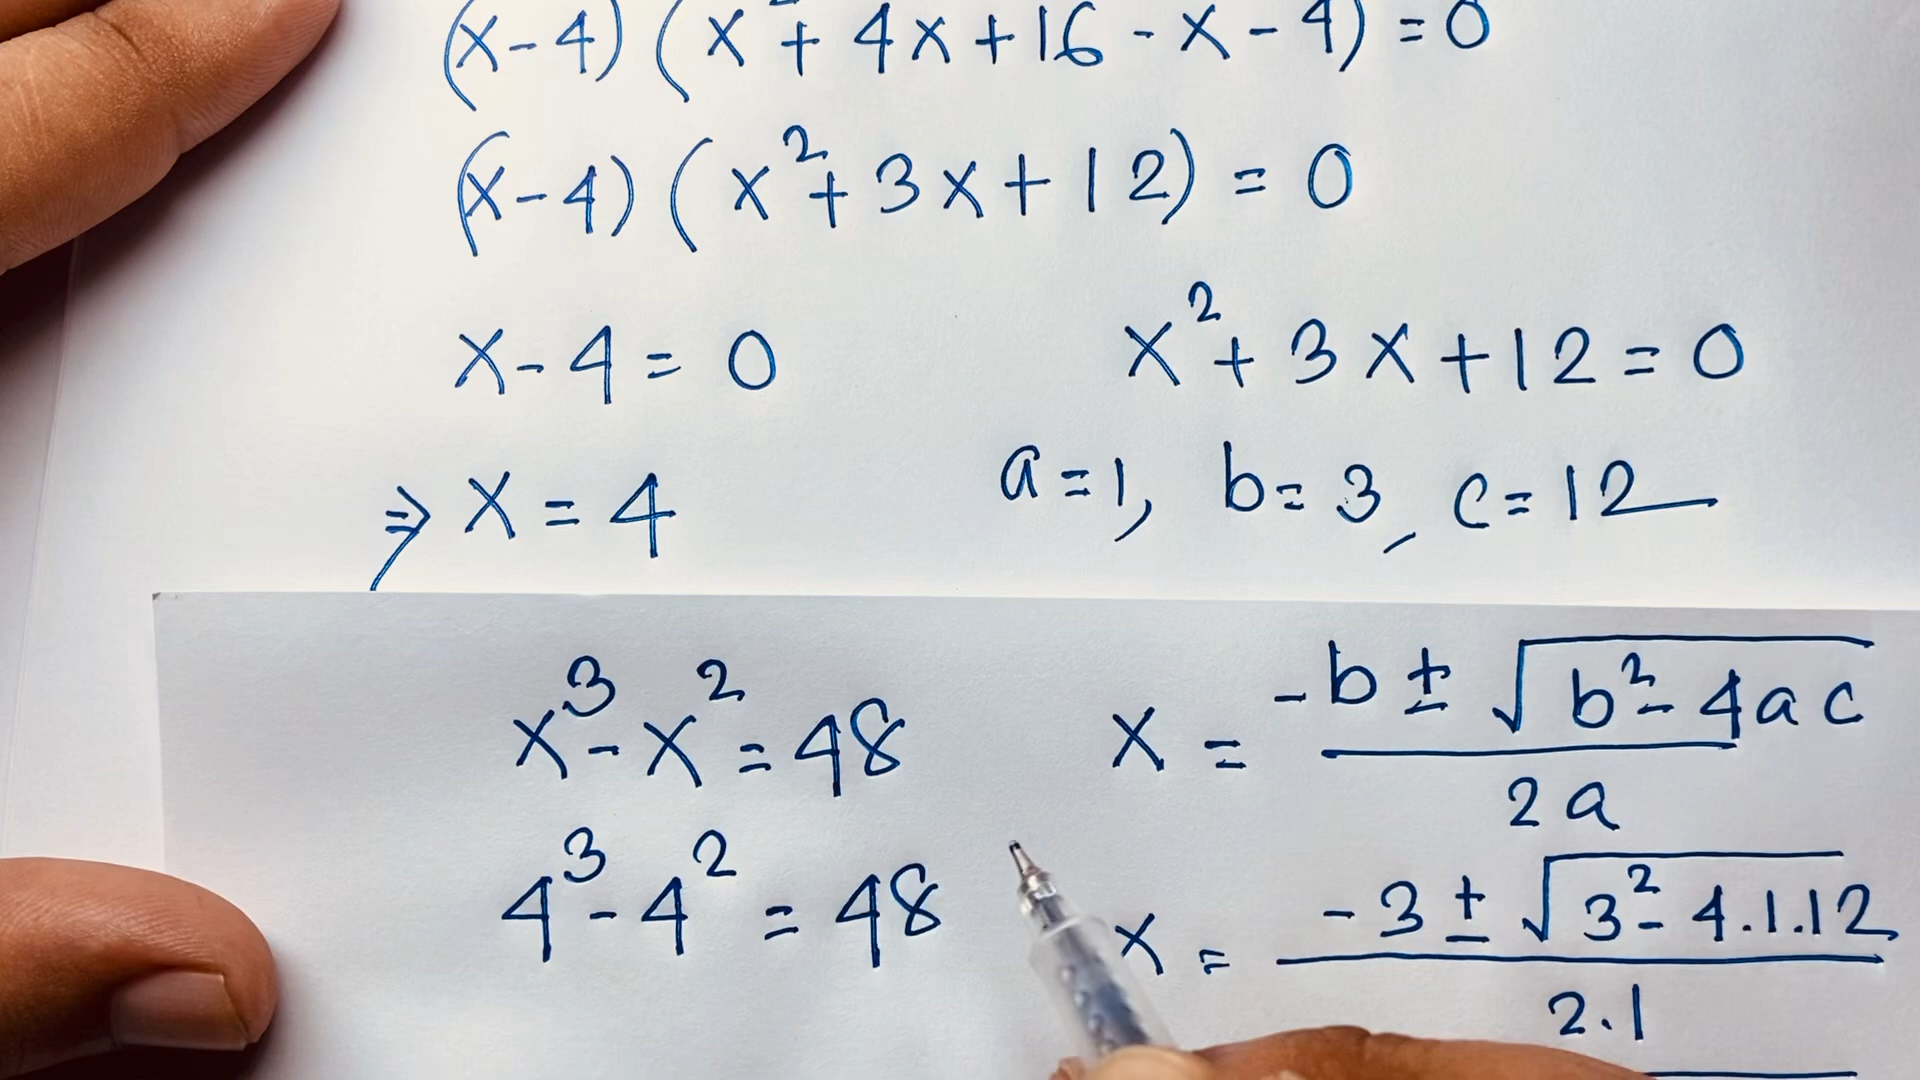 (x-4)(x²+4x+16-x-4)=0
(x-4)(x²+3x+12)=0
x-4=0
⇒ x=4
x²+3x+12=0
a=1, b=3, c=12
x³-x²=48
4³-4²=48
x = (-b±√(b²-4ac))/(2a)
x = (-3±√(3²-4.1.12))/(2.1)